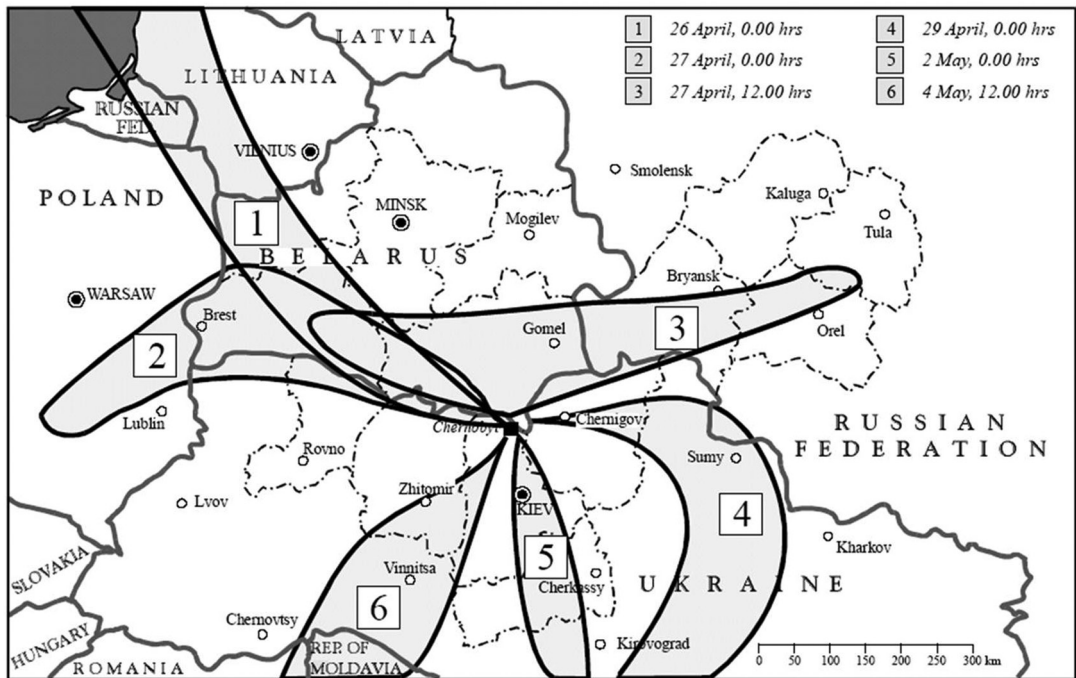 LATVIA
1 26 April, 0.00 hrs
4 29 April, 0.00 hrs
2 27 April, 0.00 hrs
5 2 May, 0.00 hrs
3 27 April, 12.00 hrs
6 4 May, 12.00 hrs
LITHUANIA
RUSSIAN
FED.
VILNIUS
Smolensk
POLAND
MINSK
Kaluga
Mogilev
Tula
1
BELARUS
Bryansk
WARSAW
Brest
Gomel
3
Orel
2
Lublin
Chernobyl
Chernigov
RUSSIAN
FEDERATION
Rovno
Sumy
Lvov
Zhitomir
KIEV
4
Kharkov
SLOVAKIA
Vinnitsa
5
Cherkassy
UKRAINE
6
HUNGARY
Chernovtsy
Kirovograd
REP. OF
MOLDAVIA
ROMANIA
0 50 100 150 200 250 300 km